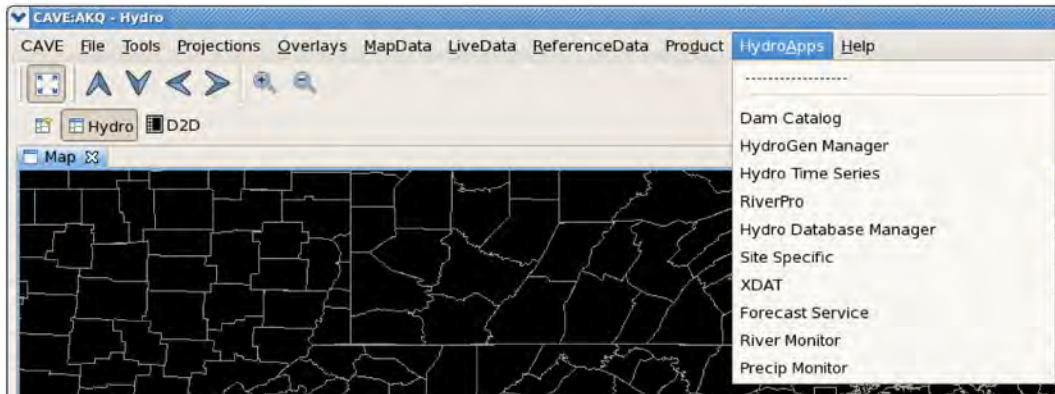 CAVE:AKQ - Hydro
CAVE File Tools Projections Overlays MapData LiveData ReferenceData Product HydroApps Help
-------------------
Hydro D2D
Map
Dam Catalog
HydroGen Manager
Hydro Time Series
RiverPro
Hydro Database Manager
Site Specific
XDAT
Forecast Service
River Monitor
Precip Monitor